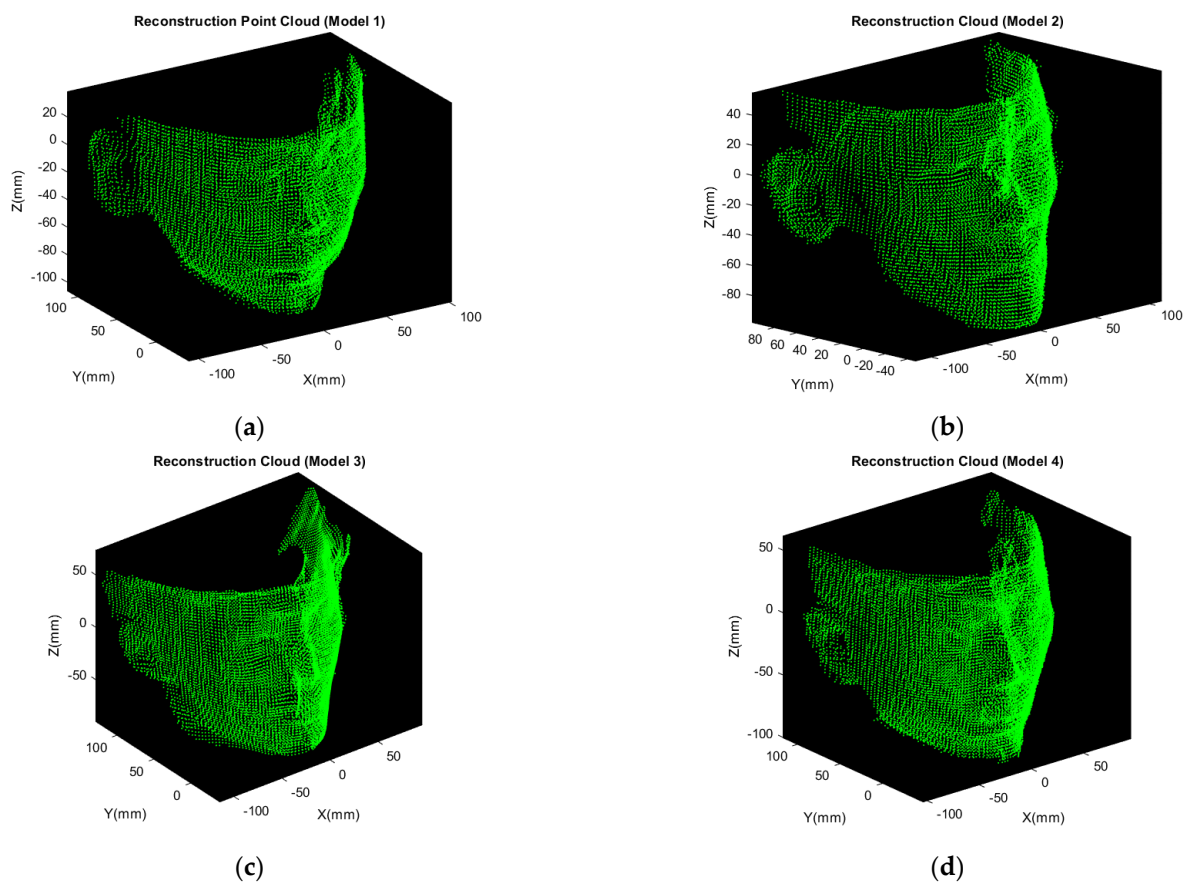 Reconstruction Point Cloud (Model 1)
Z(mm)
20
0
-20
-40
-60
-80
-100
100
50
0
Y(mm)
-100
-50
0
50
100
X(mm)
(a)
Reconstruction Cloud (Model 2)
Z(mm)
40
20
0
-20
-40
-60
-80
80
60
40
20
0
-20
-40
Y(mm)
-100
-50
0
50
100
X(mm)
(b)
Reconstruction Cloud (Model 3)
Z(mm)
50
0
-50
100
50
0
Y(mm)
-100
-50
0
50
X(mm)
(c)
Reconstruction Cloud (Model 4)
Z(mm)
50
0
-50
-100
100
50
0
Y(mm)
-100
-50
0
50
X(mm)
(d)